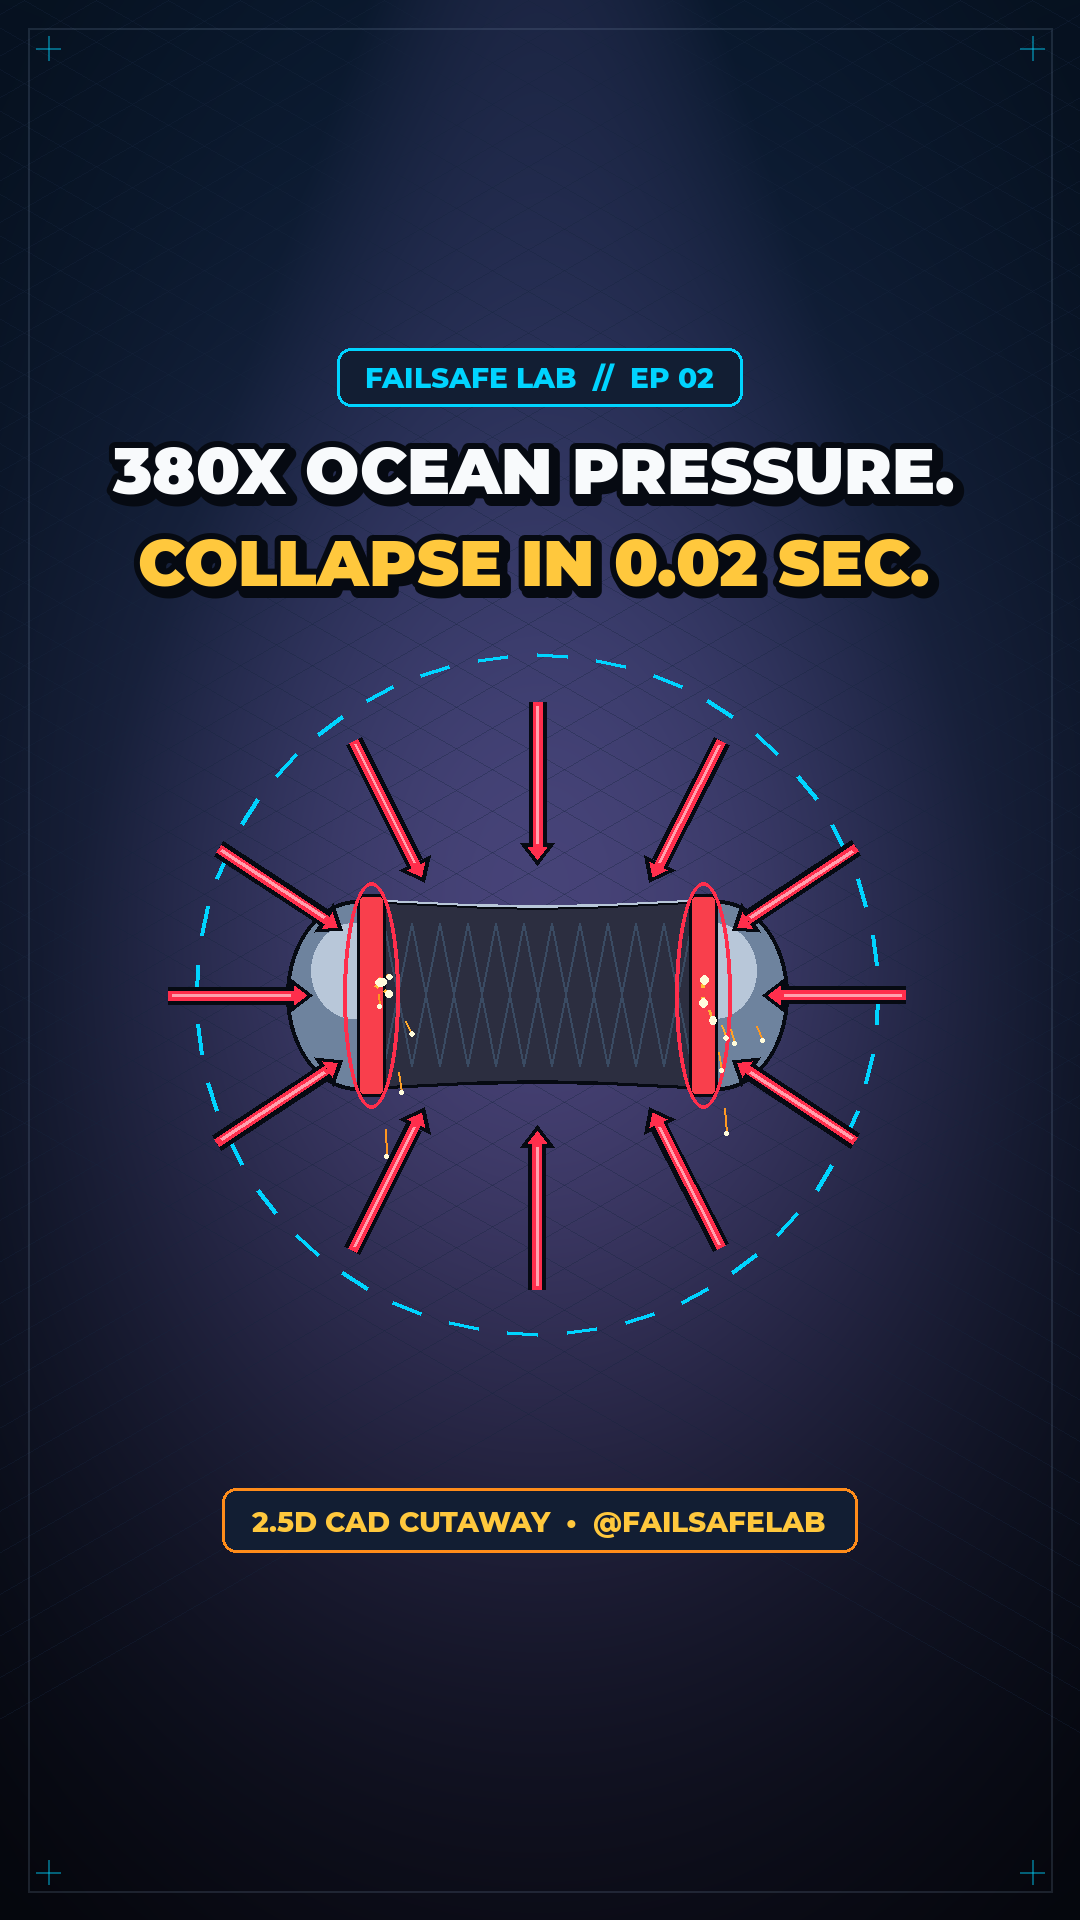 FAILSAFE LAB // EP 02
380X OCEAN PRESSURE.
COLLAPSE IN 0.02 SEC.
2.5D CAD CUTAWAY • @FAILSAFELAB